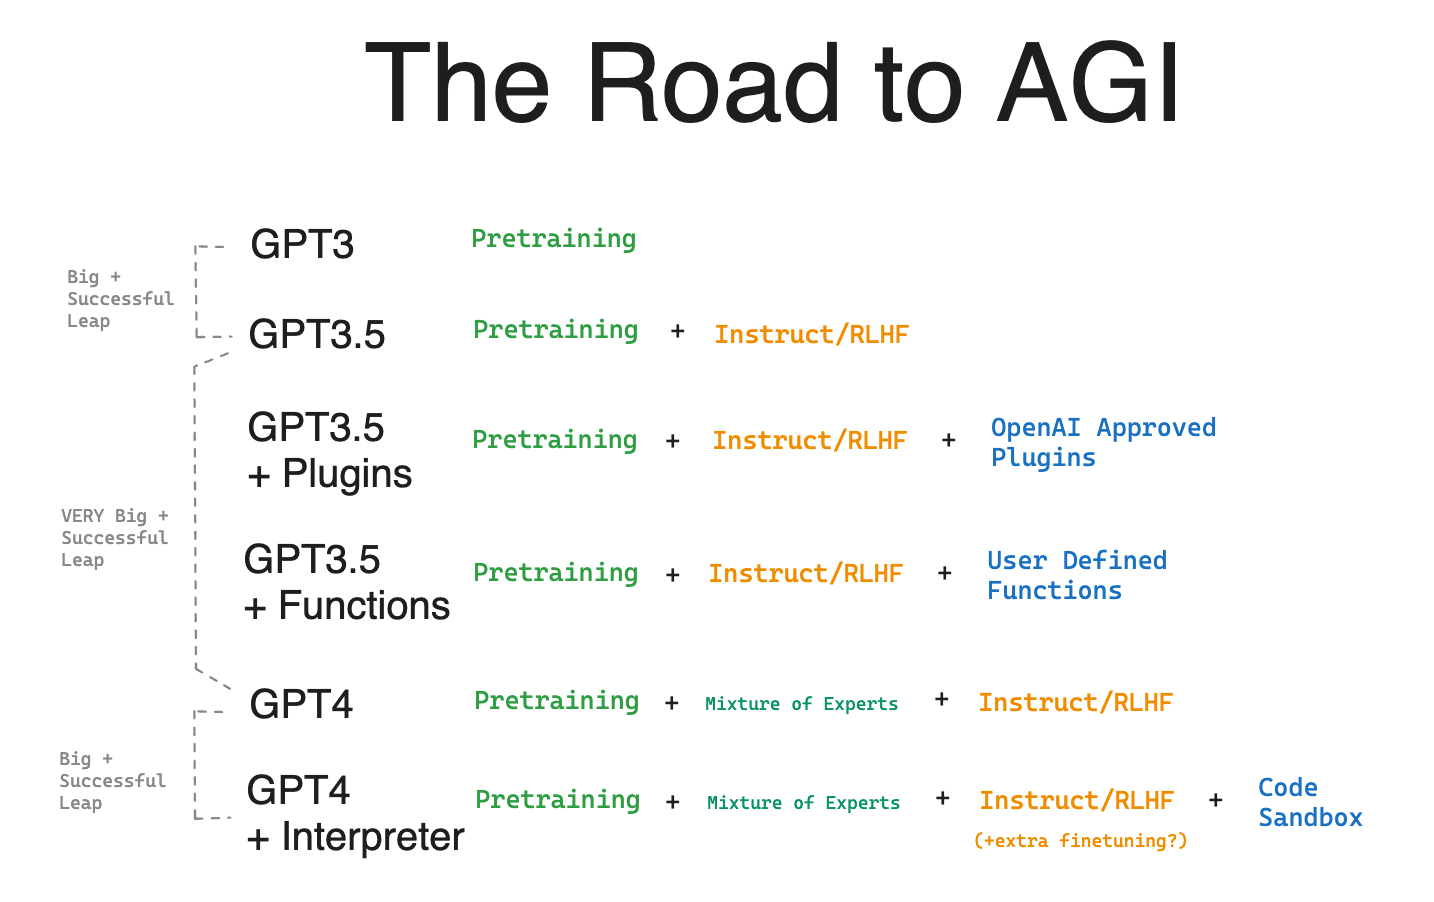 The Road to AGI
GPT3 Pretraining
Big +
Successful
Leap
GPT3.5 Pretraining + Instruct/RLHF
GPT3.5
+ Plugins
Pretraining + Instruct/RLHF + OpenAI Approved
Plugins
VERY Big +
Successful
Leap
GPT3.5
+ Functions
Pretraining + Instruct/RLHF + User Defined
Functions
GPT4 Pretraining + Mixture of Experts + Instruct/RLHF
Big +
Successful
Leap
GPT4
+ Interpreter
Pretraining + Mixture of Experts + Instruct/RLHF + Code
Sandbox
(+extra finetuning?)